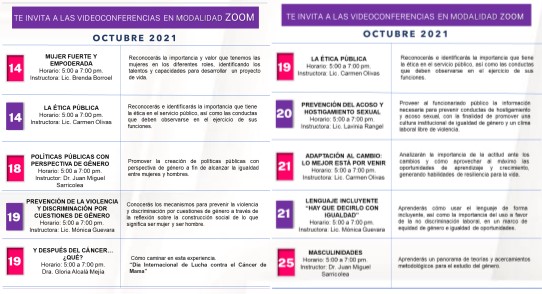 TE INVITA A LAS VIDEOCONFERENCIAS EN MODALIDAD ZOOM
OCTUBRE 2021
14
MUJER FUERTE Y
EMPODERADA
Horario: 5:00 a 7:00 pm.
Instructora: Lic. Brenda Boronell
Reconocerás la importancia y valor que tenemos las
mujeres en los diferentes roles, identificando los
talentos y capacidades para desarrollar un proyecto
de vida.
14
LA ÉTICA PÚBLICA
Horario: 5:00 a 7:00 pm.
Instructora: Lic. Carmen Olivas
Reconocerás e identificarás la importancia que tiene
la ética en el servicio público, así como las conductas
que deben observarse en el ejercicio de sus
funciones.
18
POLÍTICAS PÚBLICAS CON
PERSPECTIVA DE GÉNERO
Horario: 5:00 a 7:00 pm.
Instructor: Dr. Juan Miguel
Sarricolea
Promover la creación de políticas públicas con
perspectiva de género a fin de alcanzar la igualdad
entre mujeres y hombres.
19
PREVENCIÓN DE LA VIOLENCIA
Y DISCRIMINACIÓN POR
CUESTIONES DE GÉNERO
Horario: 5:00 a 7:00 pm.
Instructora: Lic. Mónica Guevara
Conocerás los mecanismos para prevenir la violencia
y discriminación por cuestiones de género a través de
la reflexión sobre la construcción social de lo que
significa ser mujer y ser hombre.
19
Y DESPUÉS DEL CÁNCER...
¿QUÉ?
Horario: 5:00 a 7:00 pm.
Dra. Gloria Alcalá Mejía
Cómo caminar en esta experiencia.
"Día Internacional de Lucha contra el Cáncer de
Mama"
TE INVITA A LAS VIDEOCONFERENCIAS EN MODALIDAD ZOOM
OCTUBRE 2021
19
LA ÉTICA PÚBLICA
Horario: 5:00 a 7:00 pm.
Instructora: Lic. Carmen Olivas
Reconocerás e identificarás la importancia que tiene
la ética en el servicio público, así como las conductas
que deben observarse en el ejercicio de sus
funciones.
20
PREVENCIÓN DEL ACOSO Y
HOSTIGAMIENTO SEXUAL
Horario: 5:00 a 7:00 pm.
Instructora: Lic. Lavinia Rangel
Proveer al funcionariado público la información
necesaria para prevenir conductas de hostigamiento
y acoso sexual, con la finalidad de promover una
cultura institucional de igualdad de género y un clima
laboral libre de violencia.
21
ADAPTACIÓN AL CAMBIO:
LO MEJOR ESTÁ POR VENIR
Horario: 5:00 a 7:00 pm.
Instructora: Lic. Carmen Olivas
Analizarán la importancia de la actitud ante los
cambios y cómo aprovechar al máximo las
oportunidades de aprendizaje y crecimiento,
generando habilidades de resiliencia para la vida.
21
LENGUAJE INCLUYENTE
"HAY QUE DECIRLO CON
IGUALDAD"
Horario: 5:00 a 7:00 pm.
Instructora: Lic. Mónica Guevara
Aprenderás cómo usar el lenguaje de forma
incluyente, así como la importancia del uso a favor
de la no discriminación laboral, en un marco de
equidad de género e igualdad de oportunidades.
25
MASCULINIDADES
Horario: 5:00 a 7:00 pm.
Instructor: Dr. Juan Miguel
Sarricolea
Aprenderás un panorama de teorías y acercamientos
metodológicos para el estudio del género.